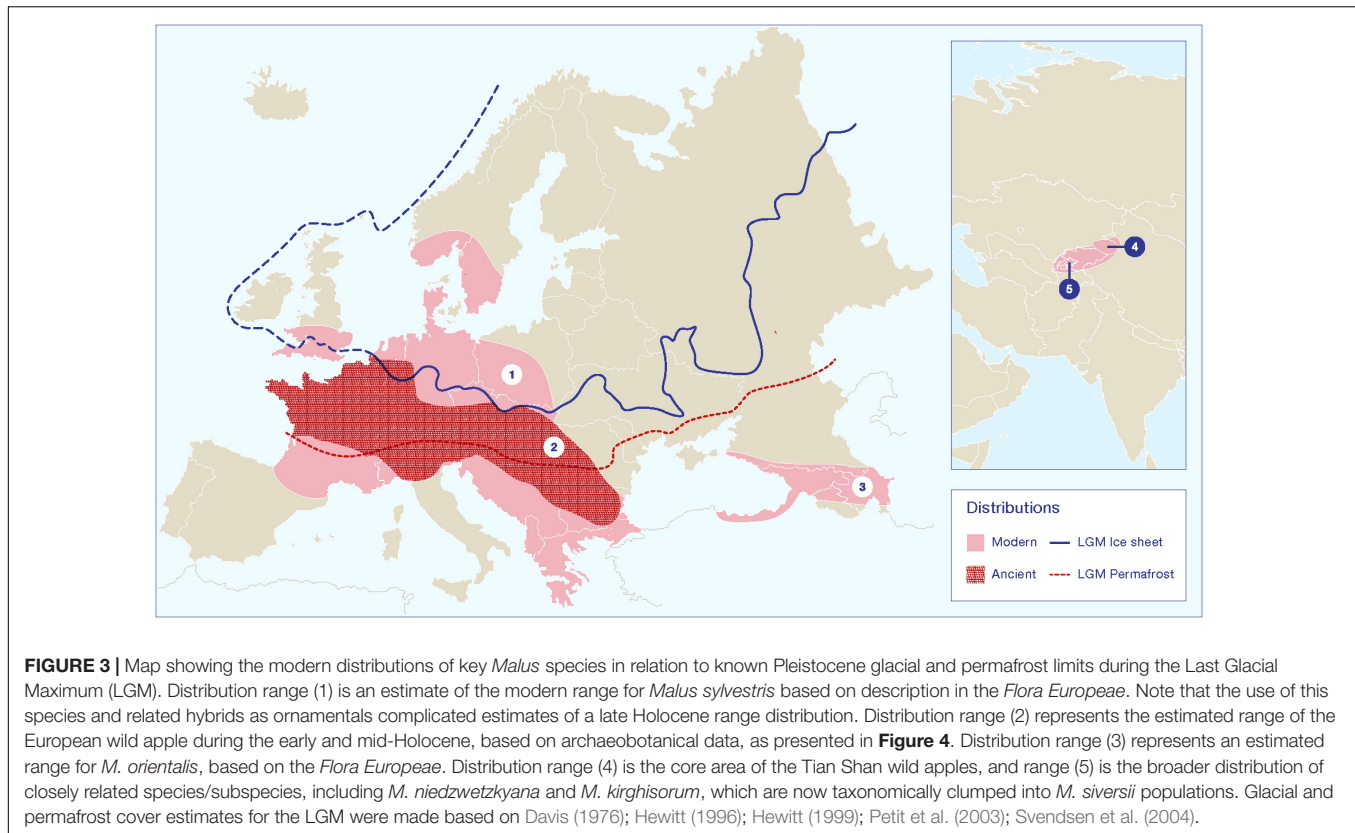 1
2
3
4
5
Distributions
Modern
LGM Ice sheet
Ancient
LGM Permafrost
FIGURE 3 | Map showing the modern distributions of key Malus species in relation to known Pleistocene glacial and permafrost limits during the Last Glacial
Maximum (LGM). Distribution range (1) is an estimate of the modern range for Malus sylvestris based on description in the Flora Europeae. Note that the use of this
species and related hybrids as ornamentals complicated estimates of a late Holocene range distribution. Distribution range (2) represents the estimated range of the
European wild apple during the early and mid-Holocene, based on archaeobotanical data, as presented in Figure 4. Distribution range (3) represents an estimated
range for M. orientalis, based on the Flora Europeae. Distribution range (4) is the core area of the Tian Shan wild apples, and range (5) is the broader distribution of
closely related species/subspecies, including M. niedzwetzkyana and M. kirghisorum, which are now taxonomically clumped into M. siversii populations. Glacial and
permafrost cover estimates for the LGM were made based on Davis (1976); Hewitt (1996); Hewitt (1999); Petit et al. (2003); Svendsen et al. (2004).